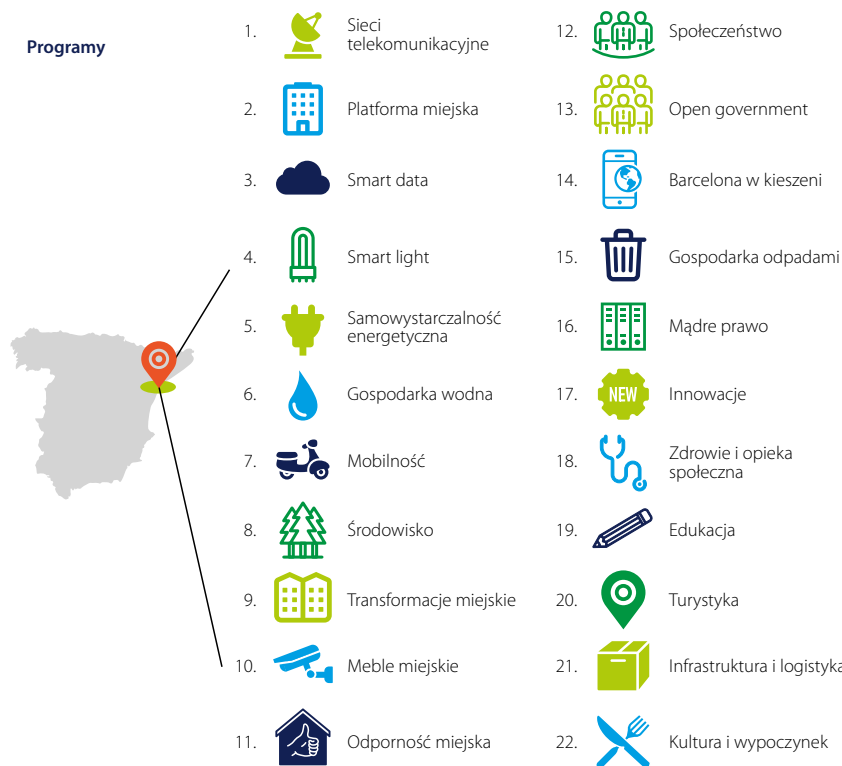 Programy
1.
Sieci
telekomunikacyjne
2.
Platforma miejska
3.
Smart data
4.
Smart light
5.
Samowystarczalność
energetyczna
6.
Gospodarka wodna
7.
Mobilność
8.
Środowisko
9.
Transformacje miejskie
10.
Meble miejskie
11.
Odporność miejska
12.
Społeczeństwo
13.
Open government
14.
Barcelona w kieszeni
15.
Gospodarka odpadami
16.
Mądre prawo
17.
NEW
Innowacje
18.
Zdrowie i opieka
społeczna
19.
Edukacja
20.
Turystyka
21.
Infrastruktura i logistyka
22.
Kultura i wypoczynek